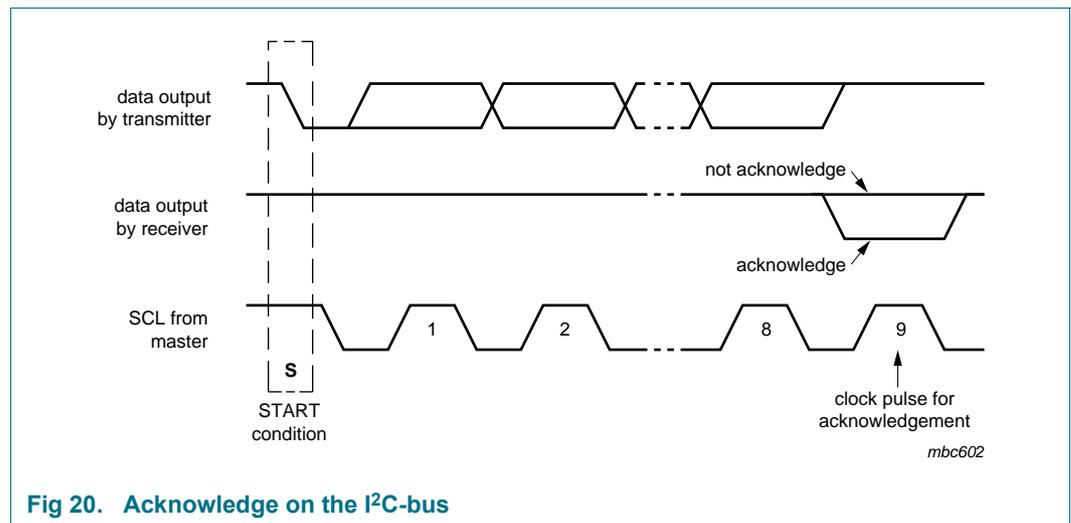 data output
by transmitter
not acknowledge
data output
by receiver
acknowledge
SCL from
master
1
2
8
9
S
START
condition
clock pulse for
acknowledgement
mbc602
Fig 20. Acknowledge on the I²C-bus